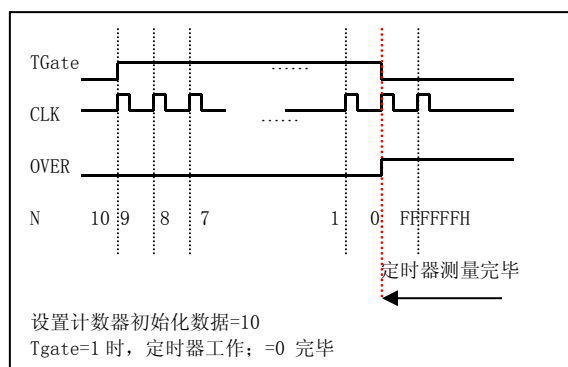 TGate
……
CLK
……
OVER
N 10 9 8 7 1 0 FFFFFFH
定时器测量完毕
设置计数器初始化数据=10
Tgate=1 时，定时器工作；=0 完毕